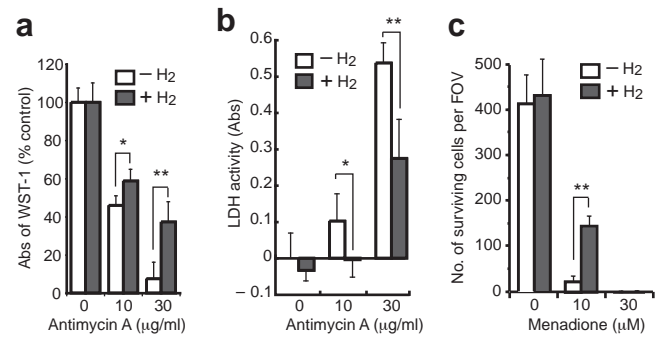 a
Abs of WST-1 (% control)
120
100
80
60
40
20
0
– H2
+ H2
*
**
0 10 30
Antimycin A (µg/ml)
b
LDH activity (Abs)
0.6
0.5
0.4
0.3
0.2
0.1
0
– 0.1
– H2
+ H2
*
**
0 10 30
Antimycin A (µg/ml)
c
No. of surviving cells per FOV
500
400
300
200
100
0
– H2
+ H2
**
0 10 30
Menadione (µM)